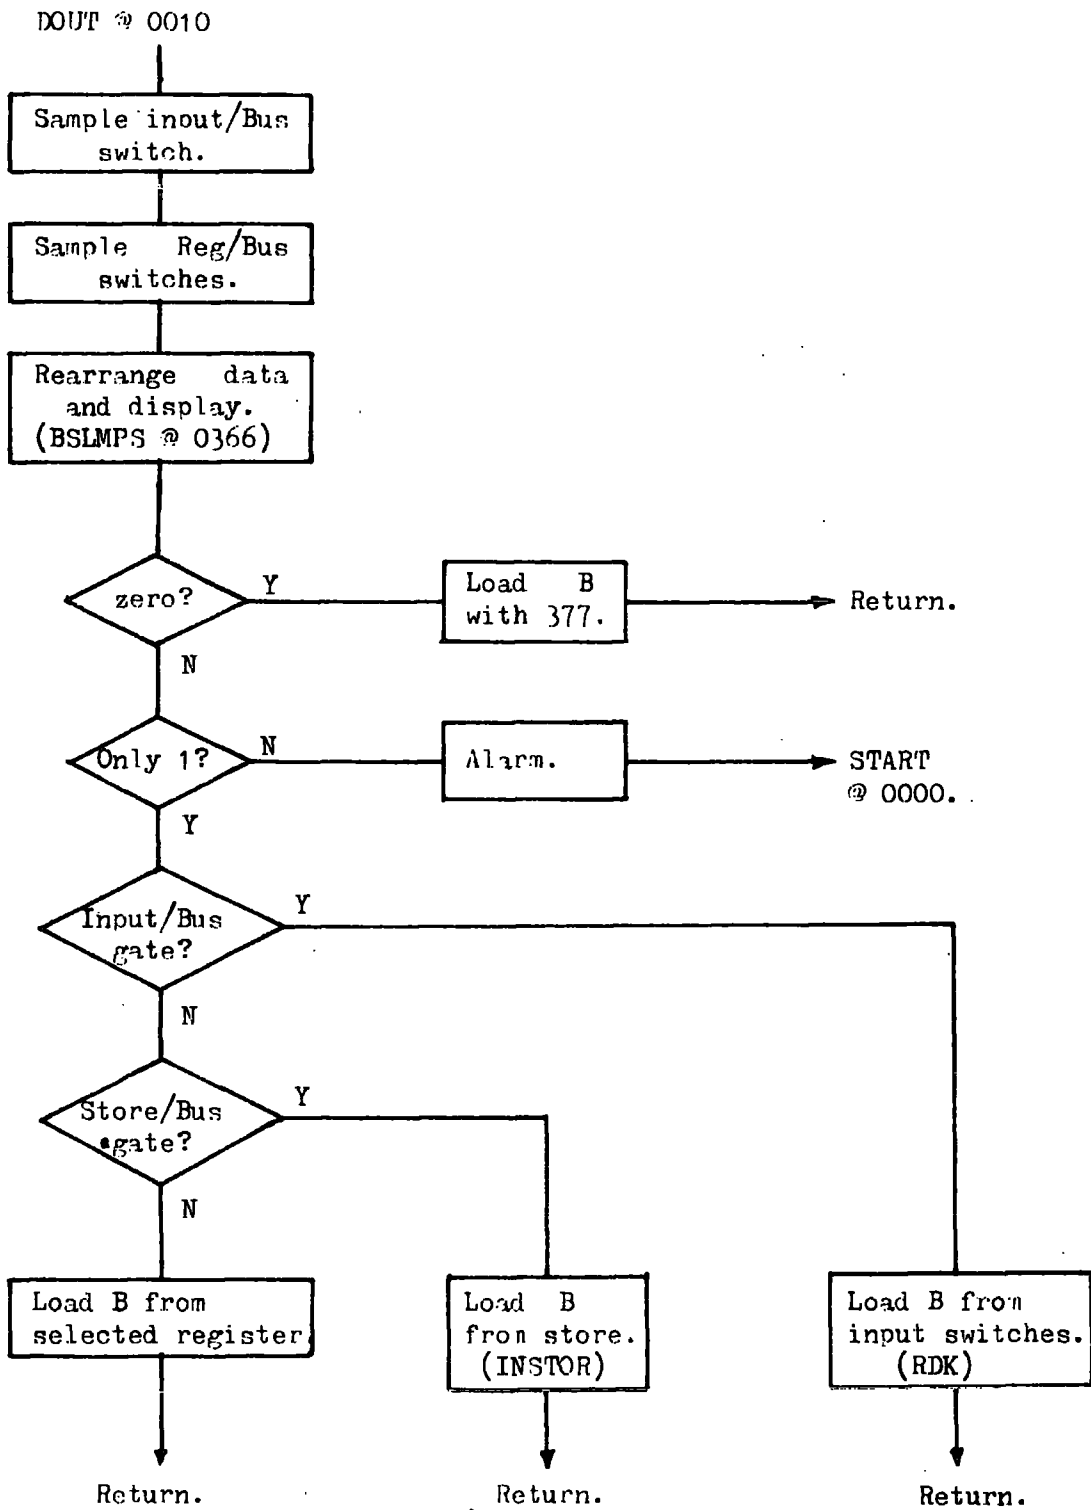 DOUT @ 0010
Sample inout/Bus
switch.
Sample Reg/Bus
switches.
Rearrange data
and display.
(BSLMPS @ 0366)
zero?
Y
Load B
with 377.
Return.
N
Only 1?
N
Alarm.
START
@ 0000.
Y
Input/Bus
gate?
Y
N
Store/Bus
gate?
Y
N
Load B from
selected register.
Load B
from store.
(INSTOR)
Load B from
input switches.
(RDK)
Return.
Return.
Return.